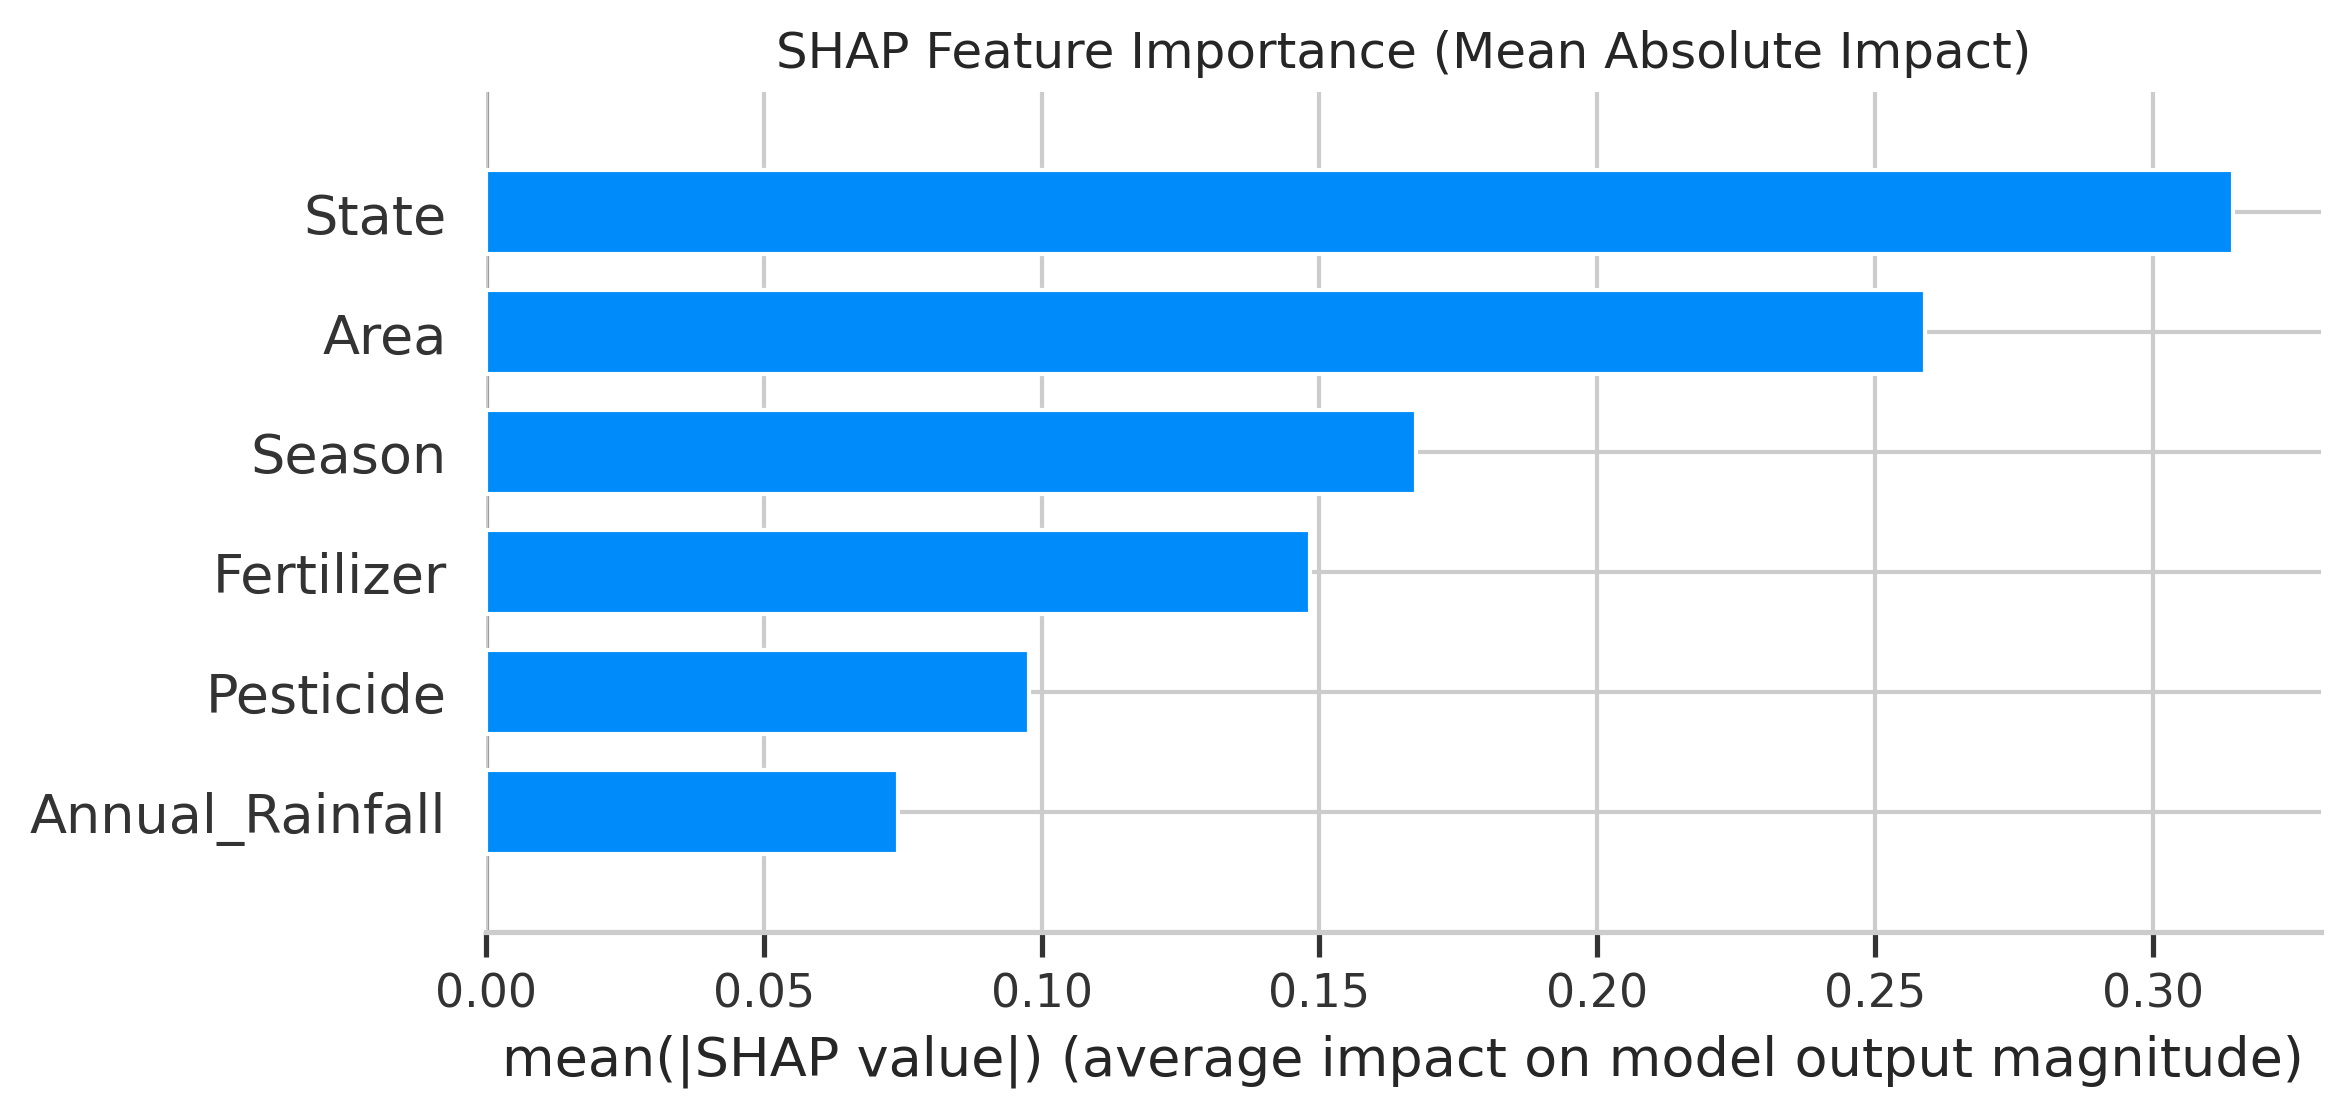 SHAP Feature Importance (Mean Absolute Impact)
State
Area
Season
Fertilizer
Pesticide
Annual_Rainfall
0.00 0.05 0.10 0.15 0.20 0.25 0.30
mean(|SHAP value|) (average impact on model output magnitude)